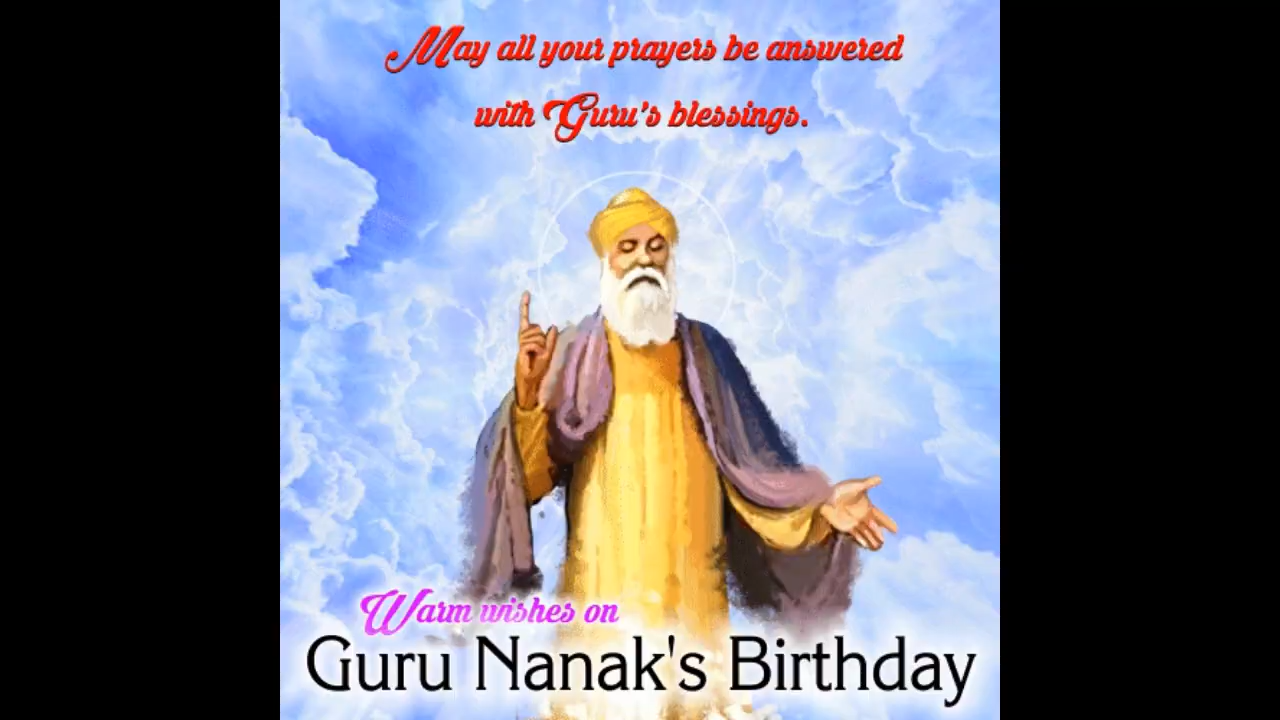 May all your prayers be answered
with Guru's blessings.
Warm wishes on
Guru Nanak's Birthday